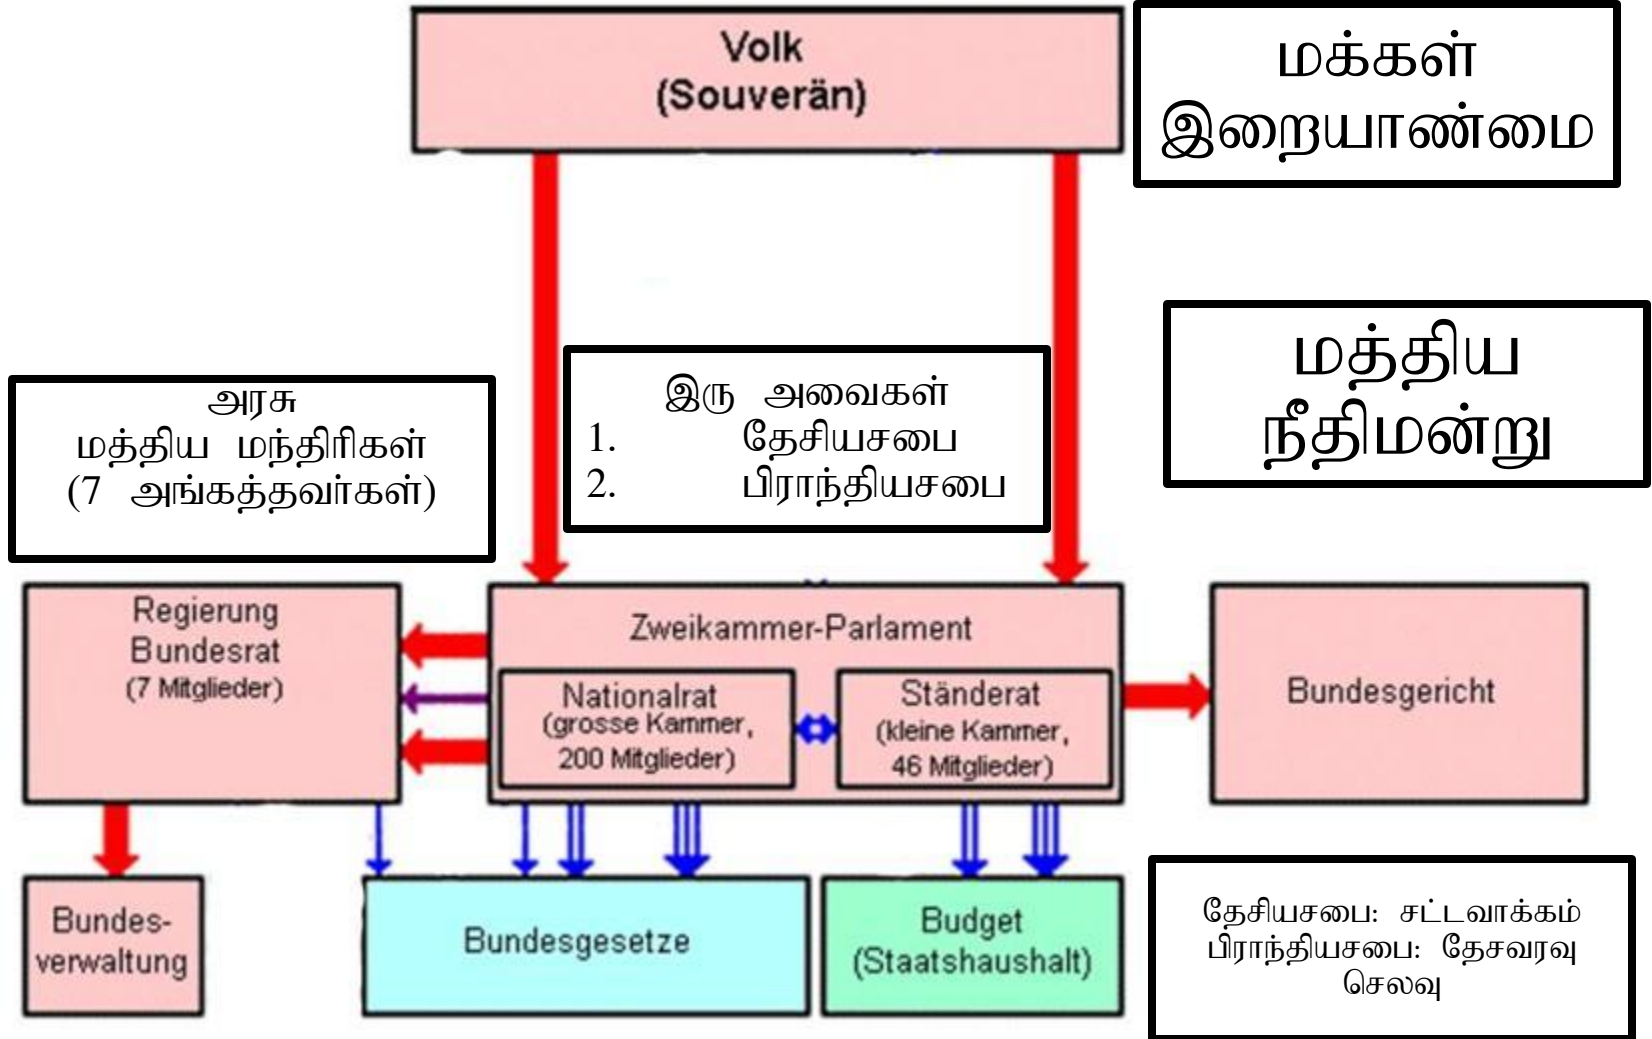 Volk
(Souverän)
மக்கள்
இறையாண்மை
மத்திய
நீதிமன்று
அரசு
மத்திய மந்திரிகள்
(7 அங்கத்தவர்கள்)
இரு அவைகள்
1. தேசியசபை
2. பிராந்தியசபை
Regierung
Bundesrat
(7 Mitglieder)
Zweikammer-Parlament
Nationalrat
(grosse Kammer,
200 Mitglieder)
Ständerat
(kleine Kammer,
46 Mitglieder)
Bundesgericht
Bundes-
verwaltung
Bundesgesetze
Budget
(Staatshaushalt)
தேசியசபை: சட்டவாக்கம்
பிராந்தியசபை: தேசவரவு
செலவு